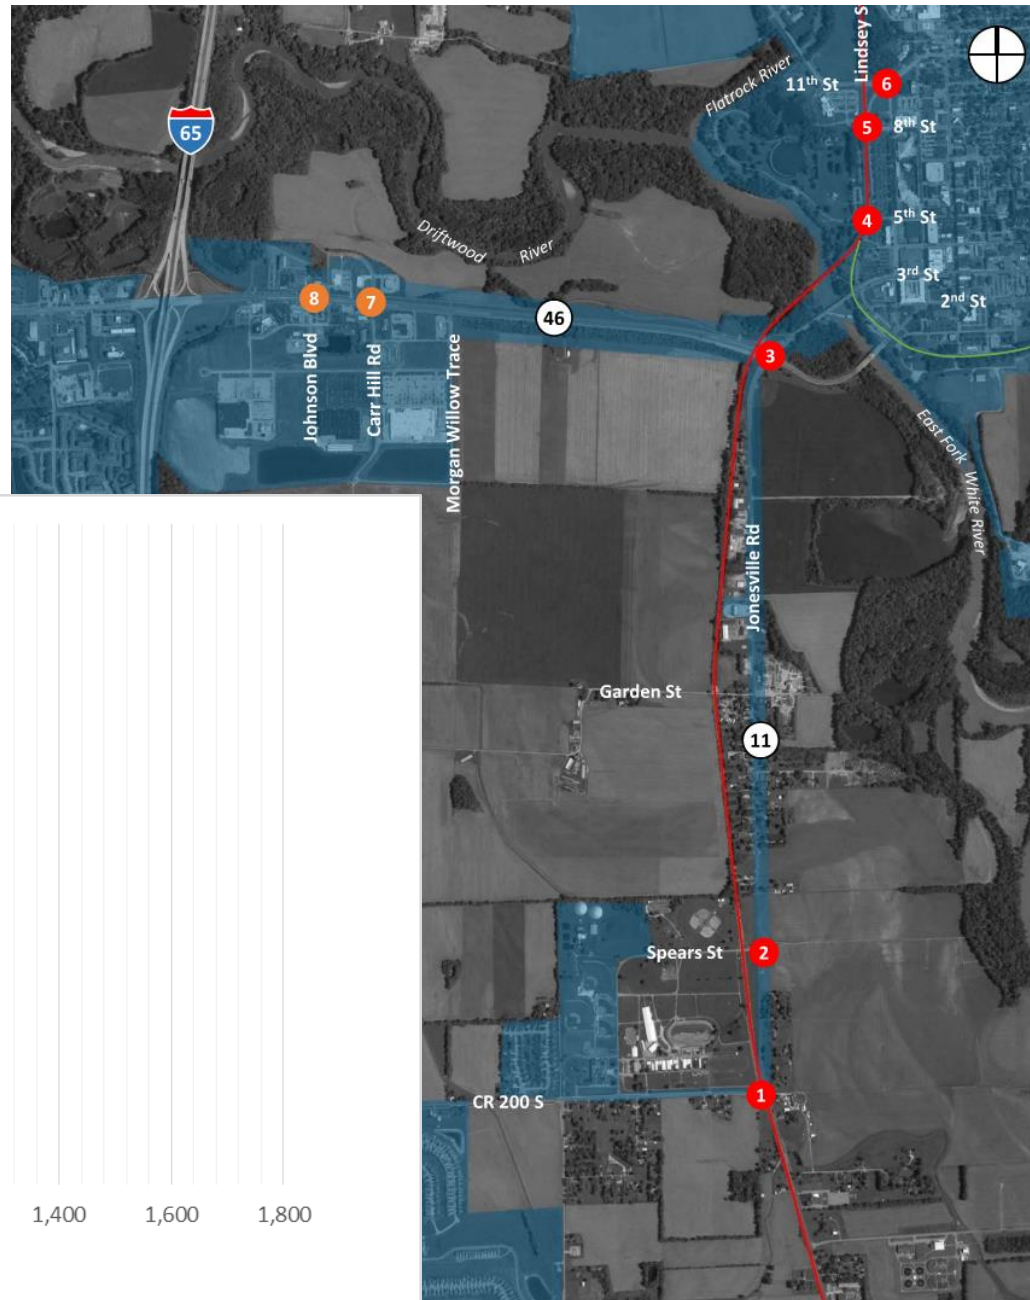 Lindsey S
Flatrock River
11th St
6
5
8th St
65
4
5th St
Driftwood
River
3rd St
2nd St
8
7
46
3
Johnson Blvd
Carr Hill Rd
Morgan Willow Trace
East Fork
White River
Jonesville Rd
Garden St
11
Spears St
2
1
CR 200 S
1,400 1,600 1,800